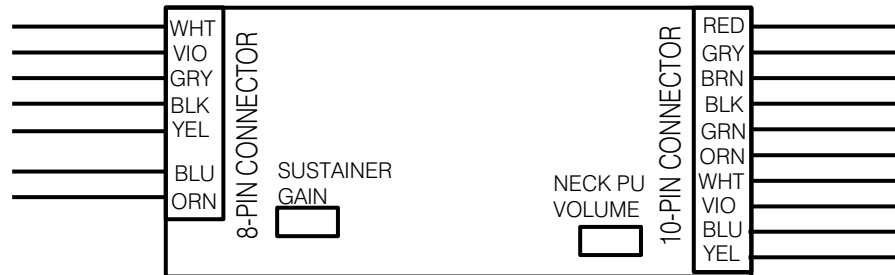 WHT
VIO
GRY
BLK
YEL
BLU
ORN
8-PIN CONNECTOR
SUSTAINER
GAIN
NECK PU
VOLUME
10-PIN CONNECTOR
RED
GRY
BRN
BLK
GRN
ORN
WHT
VIO
BLU
YEL